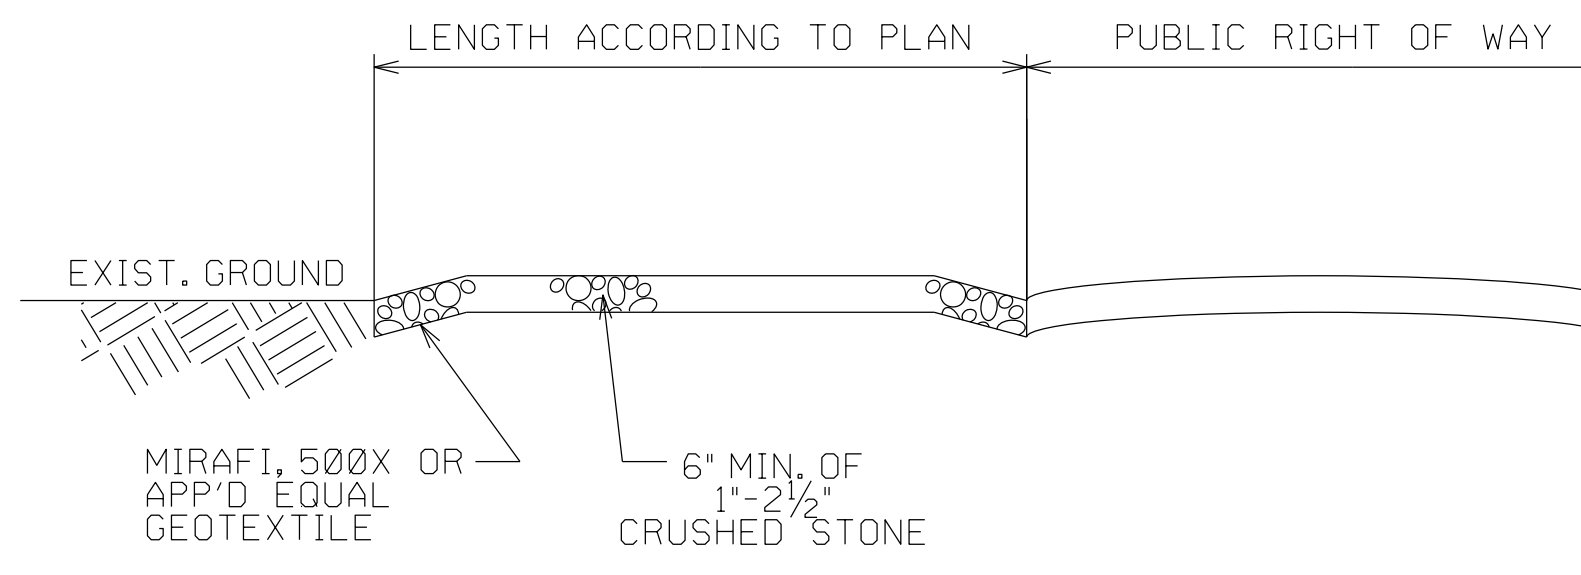 LENGTH ACCORDING TO PLAN
PUBLIC RIGHT OF WAY
EXIST. GROUND
MIRAFI, 500X OR
APP'D EQUAL
GEOTEXTILE
6" MIN. OF
1"-2½"
CRUSHED STONE